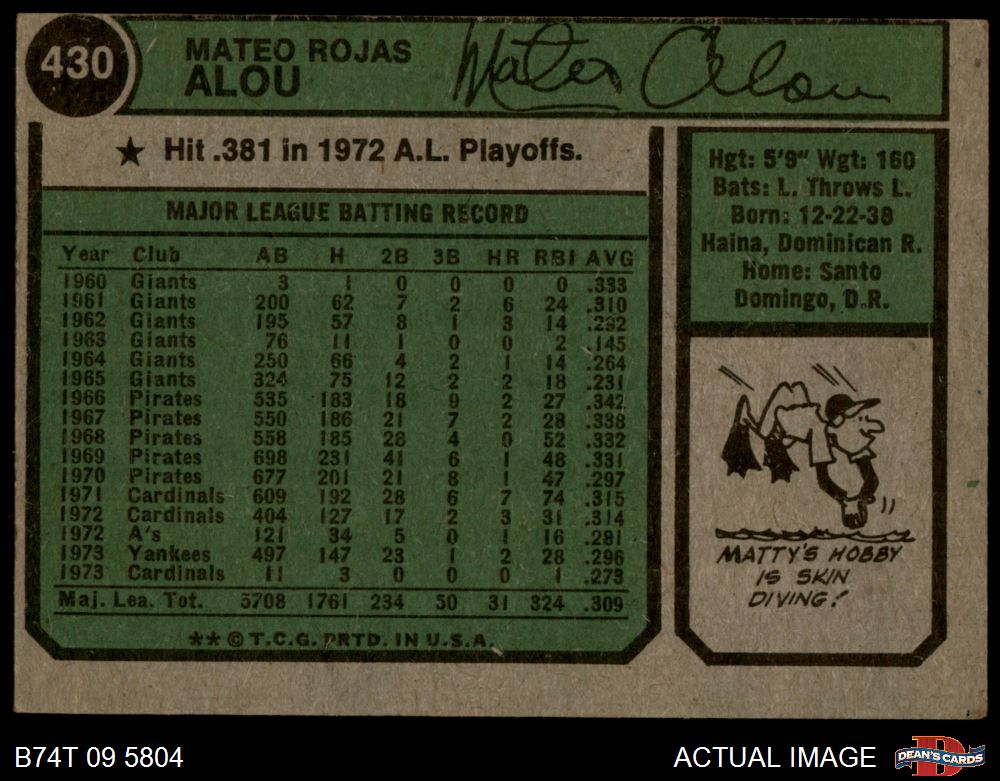 430
MATEO ROJAS
ALOU
Mateo Alou
★ Hit .381 in 1972 A.L. Playoffs.
MAJOR LEAGUE BATTING RECORD
Year Club AB H 2B 3B HR RBI AVG
1960 Giants 3 1 0 0 0 0 .333
1961 Giants 200 62 7 2 6 24 .310
1962 Giants 195 57 8 1 3 14 .292
1963 Giants 76 11 1 0 0 2 .145
1964 Giants 250 66 4 2 1 14 .264
1965 Giants 324 75 12 2 2 18 .231
1966 Pirates 535 183 18 9 2 27 .342
1967 Pirates 550 186 21 7 2 28 .338
1968 Pirates 558 185 28 4 0 52 .332
1969 Pirates 698 231 41 6 1 48 .331
1970 Pirates 677 201 21 8 1 47 .297
1971 Cardinals 609 192 28 6 7 74 .315
1972 Cardinals 404 127 17 2 3 31 .314
1972 A's 121 34 5 0 1 16 .281
1973 Yankees 497 147 23 1 2 28 .296
1973 Cardinals 11 3 0 0 0 1 .273
Maj. Lea. Tot. 5708 1761 234 50 31 324 .309
** © T.C.G. PRTD. IN U.S.A.
Hgt: 5'9" Wgt: 160
Bats: L. Throws L.
Born: 12-22-38
Haina, Dominican R.
Home: Santo
Domingo, D.R.
MATTY'S HOBBY
IS SKIN
DIVING!
B74T 09 5804
ACTUAL IMAGE
D
DEAN'S CARDS